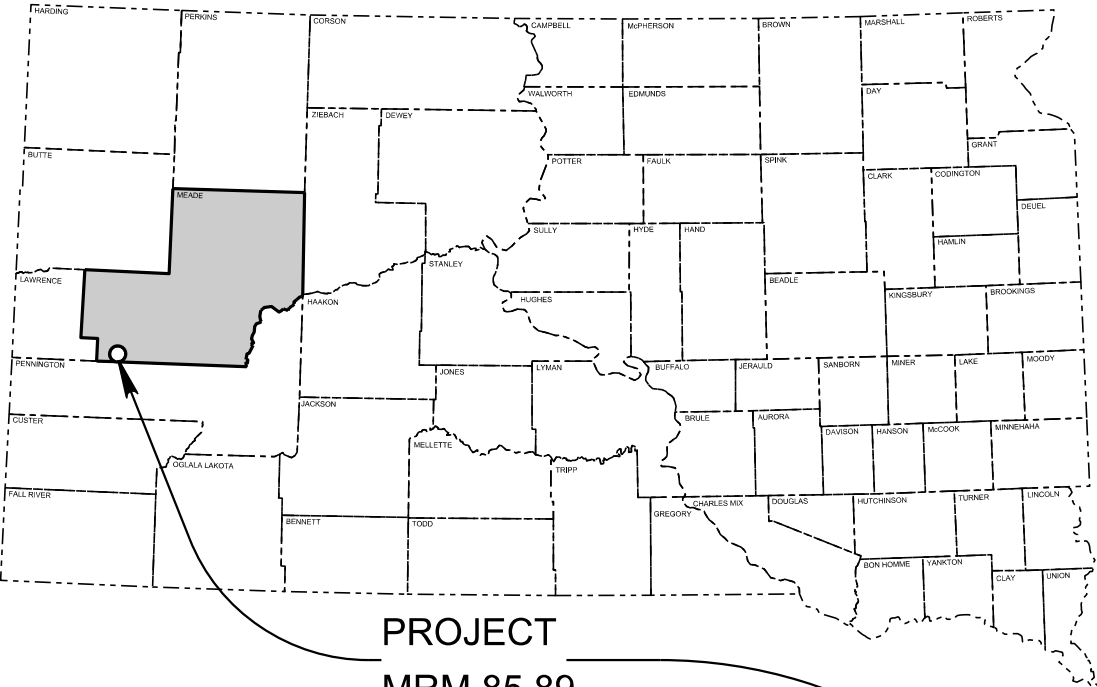 HARDING
PERKINS
CORSON
CAMPBELL
McPHERSON
BROWN
MARSHALL
ROBERTS
WALWORTH
EDMUNDS
DAY
ZIEBACH
DEWEY
GRANT
BUTTE
POTTER
FAULK
SPINK
CLARK
CODINGTON
MEADE
DEUEL
SULLY
HYDE
HAND
HAMLIN
STANLEY
LAWRENCE
BEADLE
KINGSBURY
BROOKINGS
HAAKON
HUGHES
PENNINGTON
JONES
LYMAN
BUFFALO
JERAULD
SANBORN
MINER
LAKE
MOODY
JACKSON
CUSTER
BRULE
AURORA
DAVISON
HANSON
McCOOK
MINNEHAHA
MELLETTE
OGLALA LAKOTA
TRIPP
FALL RIVER
CHARLES MIX
DOUGLAS
HUTCHINSON
TURNER
LINCOLN
GREGORY
BENNETT
TODD
BON HOMME
YANKTON
CLAY
UNION
PROJECT
MRM 85.89